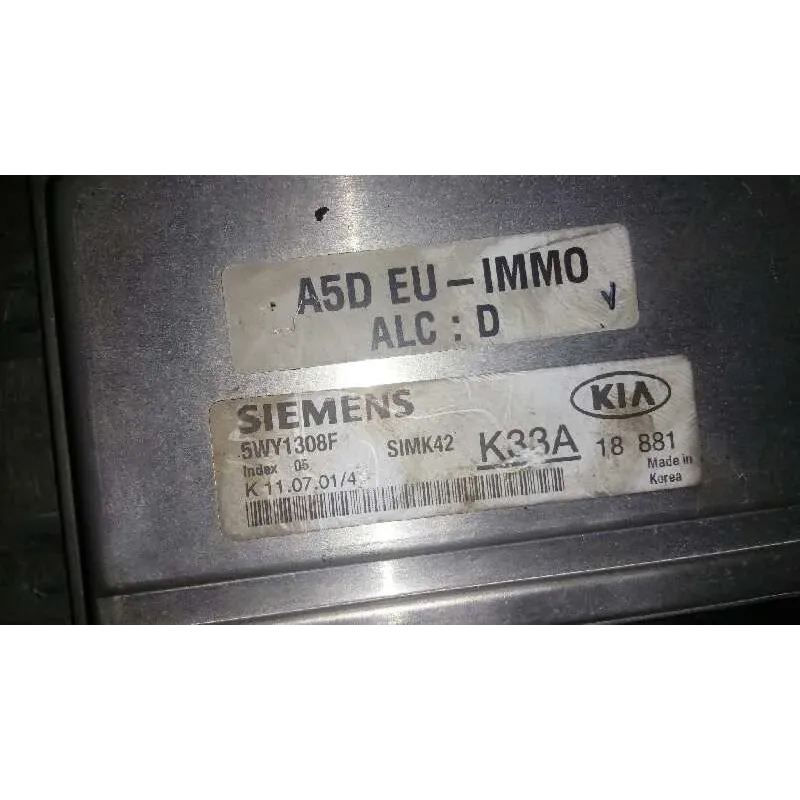 A5D EU - IMMO
ALC : D
SIEMENS KIA
5WY1308F SIMK42 K33A 18 881
Index 05 Made in
K 11.07.01/4 Korea